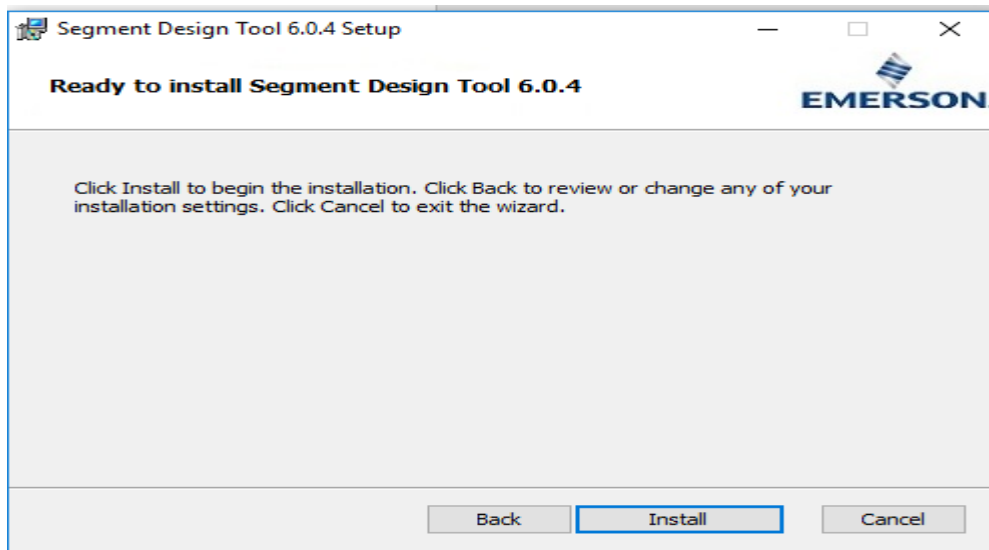 Segment Design Tool 6.0.4 Setup
Ready to install Segment Design Tool 6.0.4
EMERSON
Click Install to begin the installation. Click Back to review or change any of your
installation settings. Click Cancel to exit the wizard.
Back
Install
Cancel